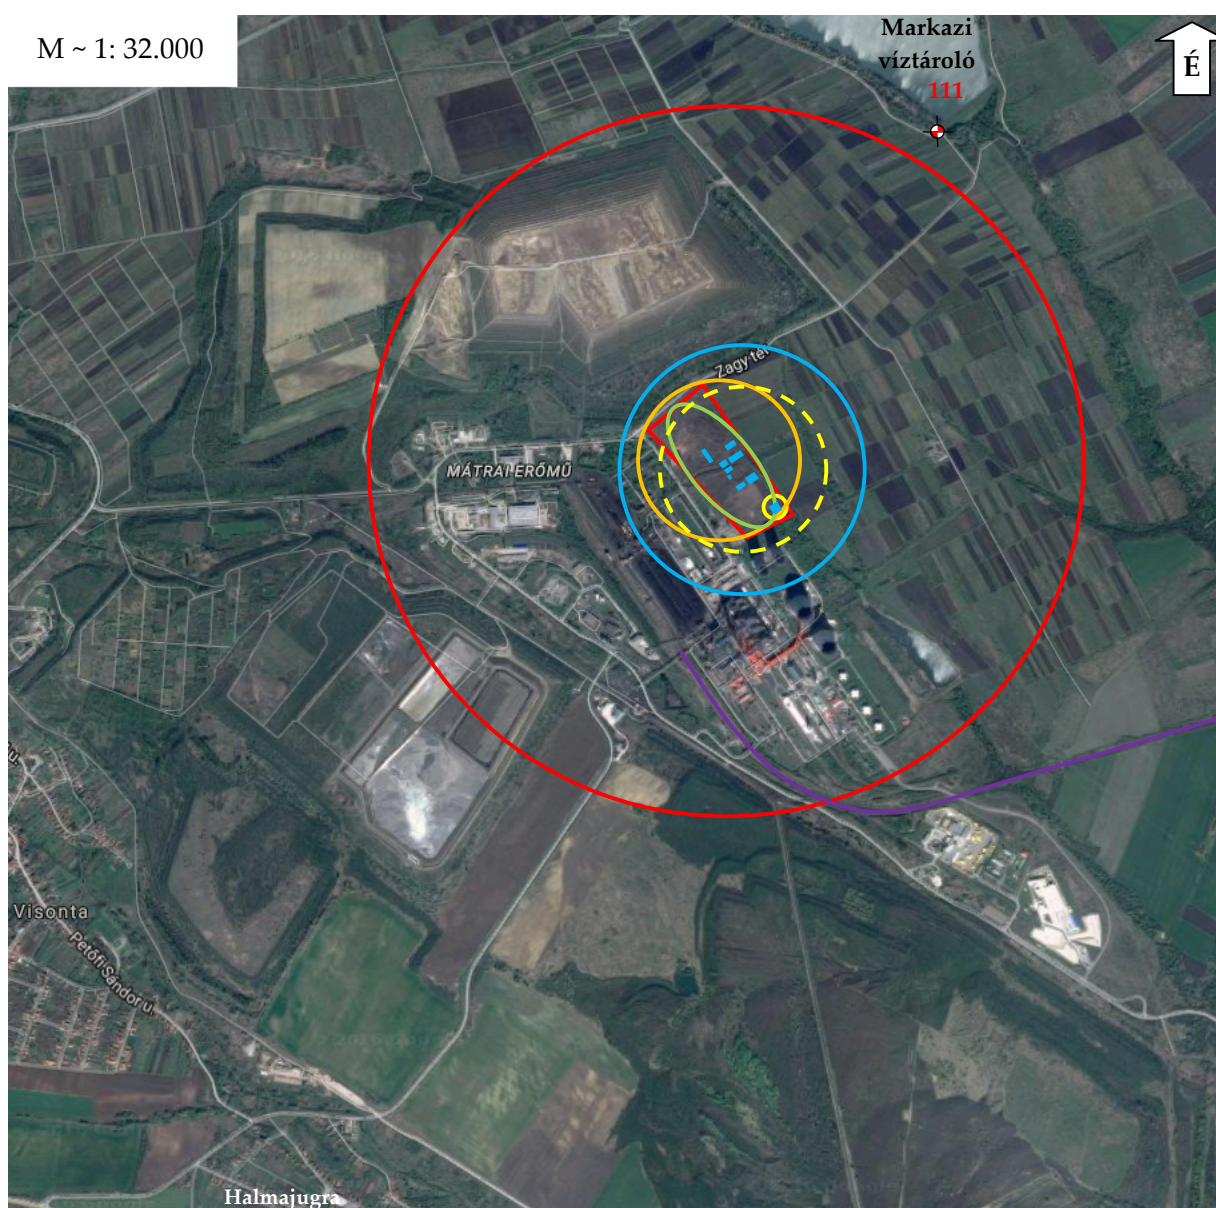 M ~ 1: 32.000
Markazi
víztároló
111
É
Zagy tér
MÁTRAI ERŐMŰ
u.
Visonta
Petőfi Sándor u.
Halmajugra